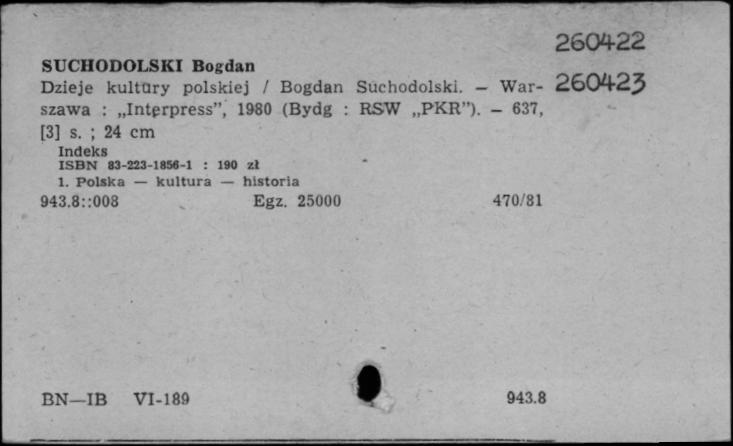 260422
SUCHODOLSKI Bogdan
Dzieje kultury polskiej / Bogdan Suchodolski. — War- 260423
szawa : „Interpress”, 1980 (Bydg : RSW „PKR”). — 637,
[3] s. ; 24 cm
Indeks
ISBN 83-223-1856-1 : 190 zł
1. Polska — kultura — historia
943.8::008 Egz. 25000 470/81
BN—IB VI-189 943.8